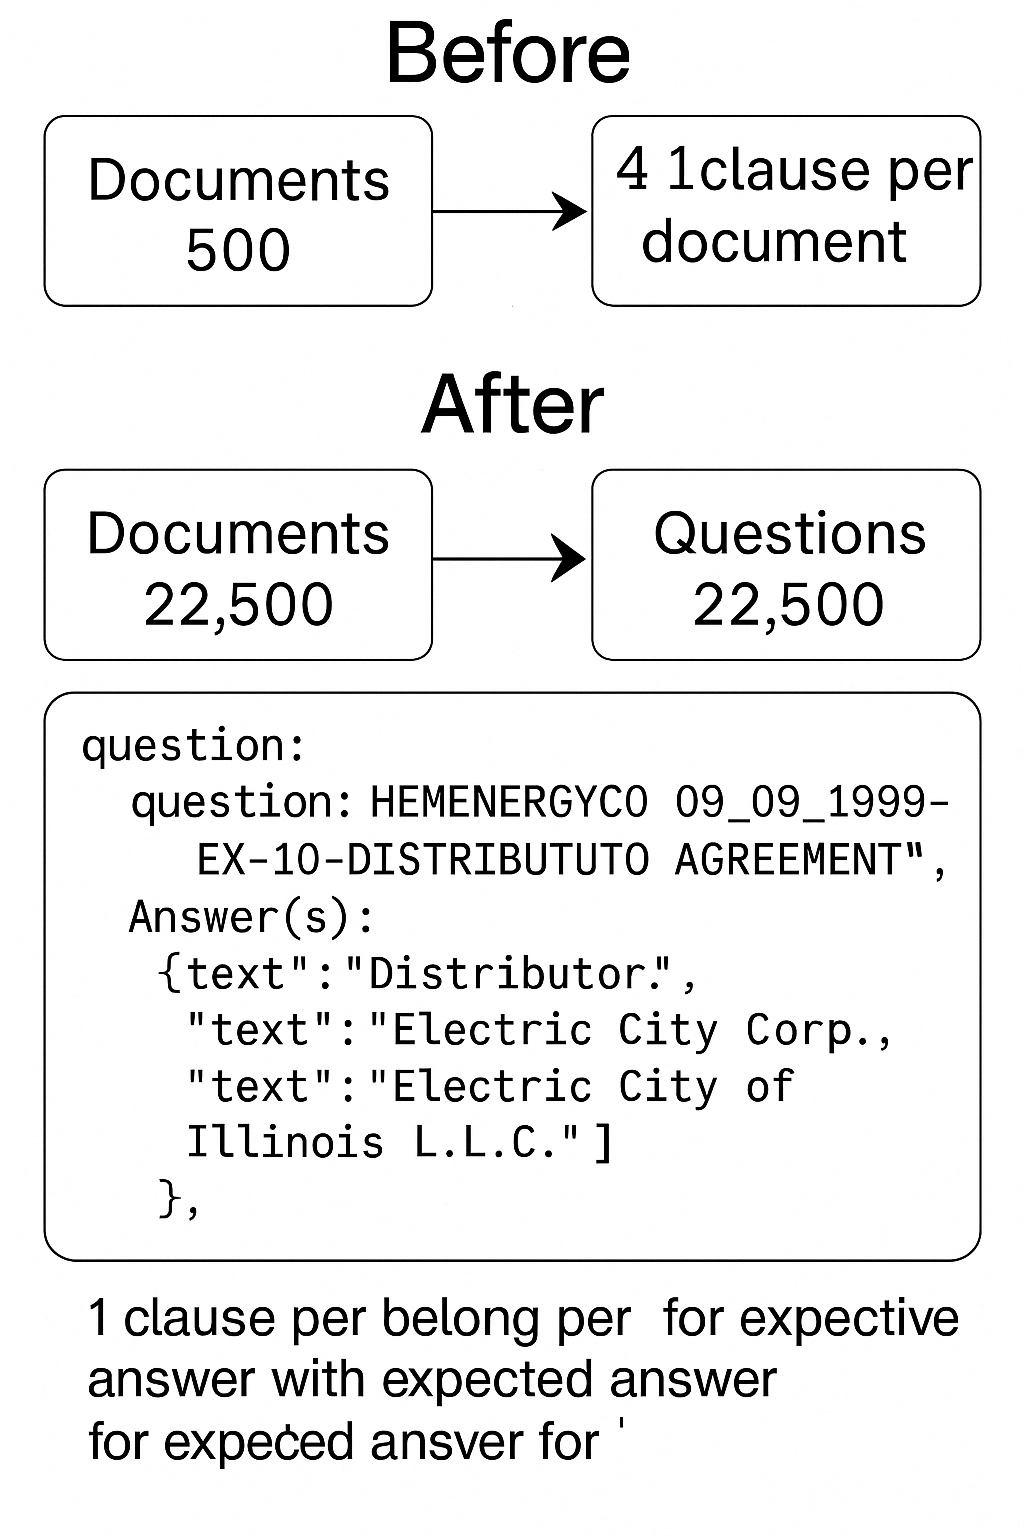 Before
Documents
500
4 1clause per
document
After
Documents
22,500
Questions
22,500
question:
question: HEMENERGYCO 09_09_1999-
EX-10-DISTRIBUTUTO AGREEMENT",
Answer(s):
{text":"Distributor.",
"text":"Electric City Corp.,
"text":"Electric City of
Illinois L.L.C."]
},
1 clause per belong per for expective
answer with expected answer
for expeced ansver for '